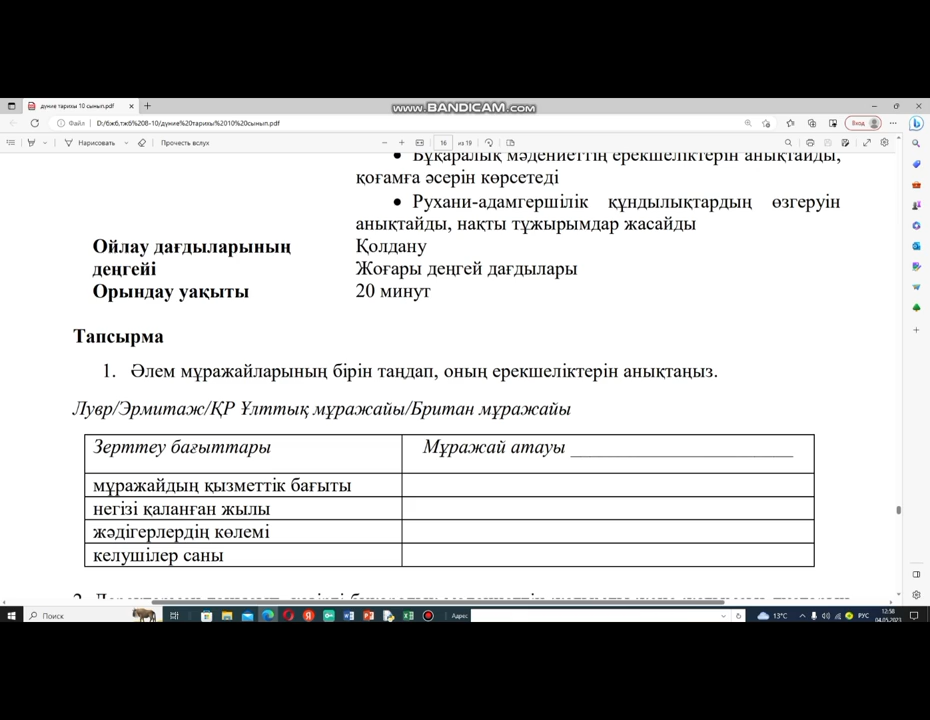 www.BANDICAM.com
дүние тарихы 10 сынып.pdf
Файл D:/бжб,тжб%208-10/дүние%20тарихы%2010%20сынып.pdf
Вход
Нарисовать Прочесть вслух 16 из 19
• Бұқаралық мәдениеттің ерекшеліктерін анықтайды,
қоғамға әсерін көрсетеді
• Рухани-адамгершілік құндылықтардың өзгеруін
анықтайды, нақты тұжырымдар жасайды
Ойлау дағдыларының Қолдану
деңгейі Жоғары деңгей дағдылары
Орындау уақыты 20 минут
Тапсырма
1. Әлем мұражайларының бірін таңдап, оның ерекшеліктерін анықтаңыз.
Лувр/Эрмитаж/ҚР Ұлттық мұражайы/Британ мұражайы
Зерттеу бағыттары Мұражай атауы
мұражайдың қызметтік бағыты
негізі қаланған жылы
жәдігерлердің көлемі
келушілер саны
Поиск Адрес 13°C РУС 12:58
04.05.2023